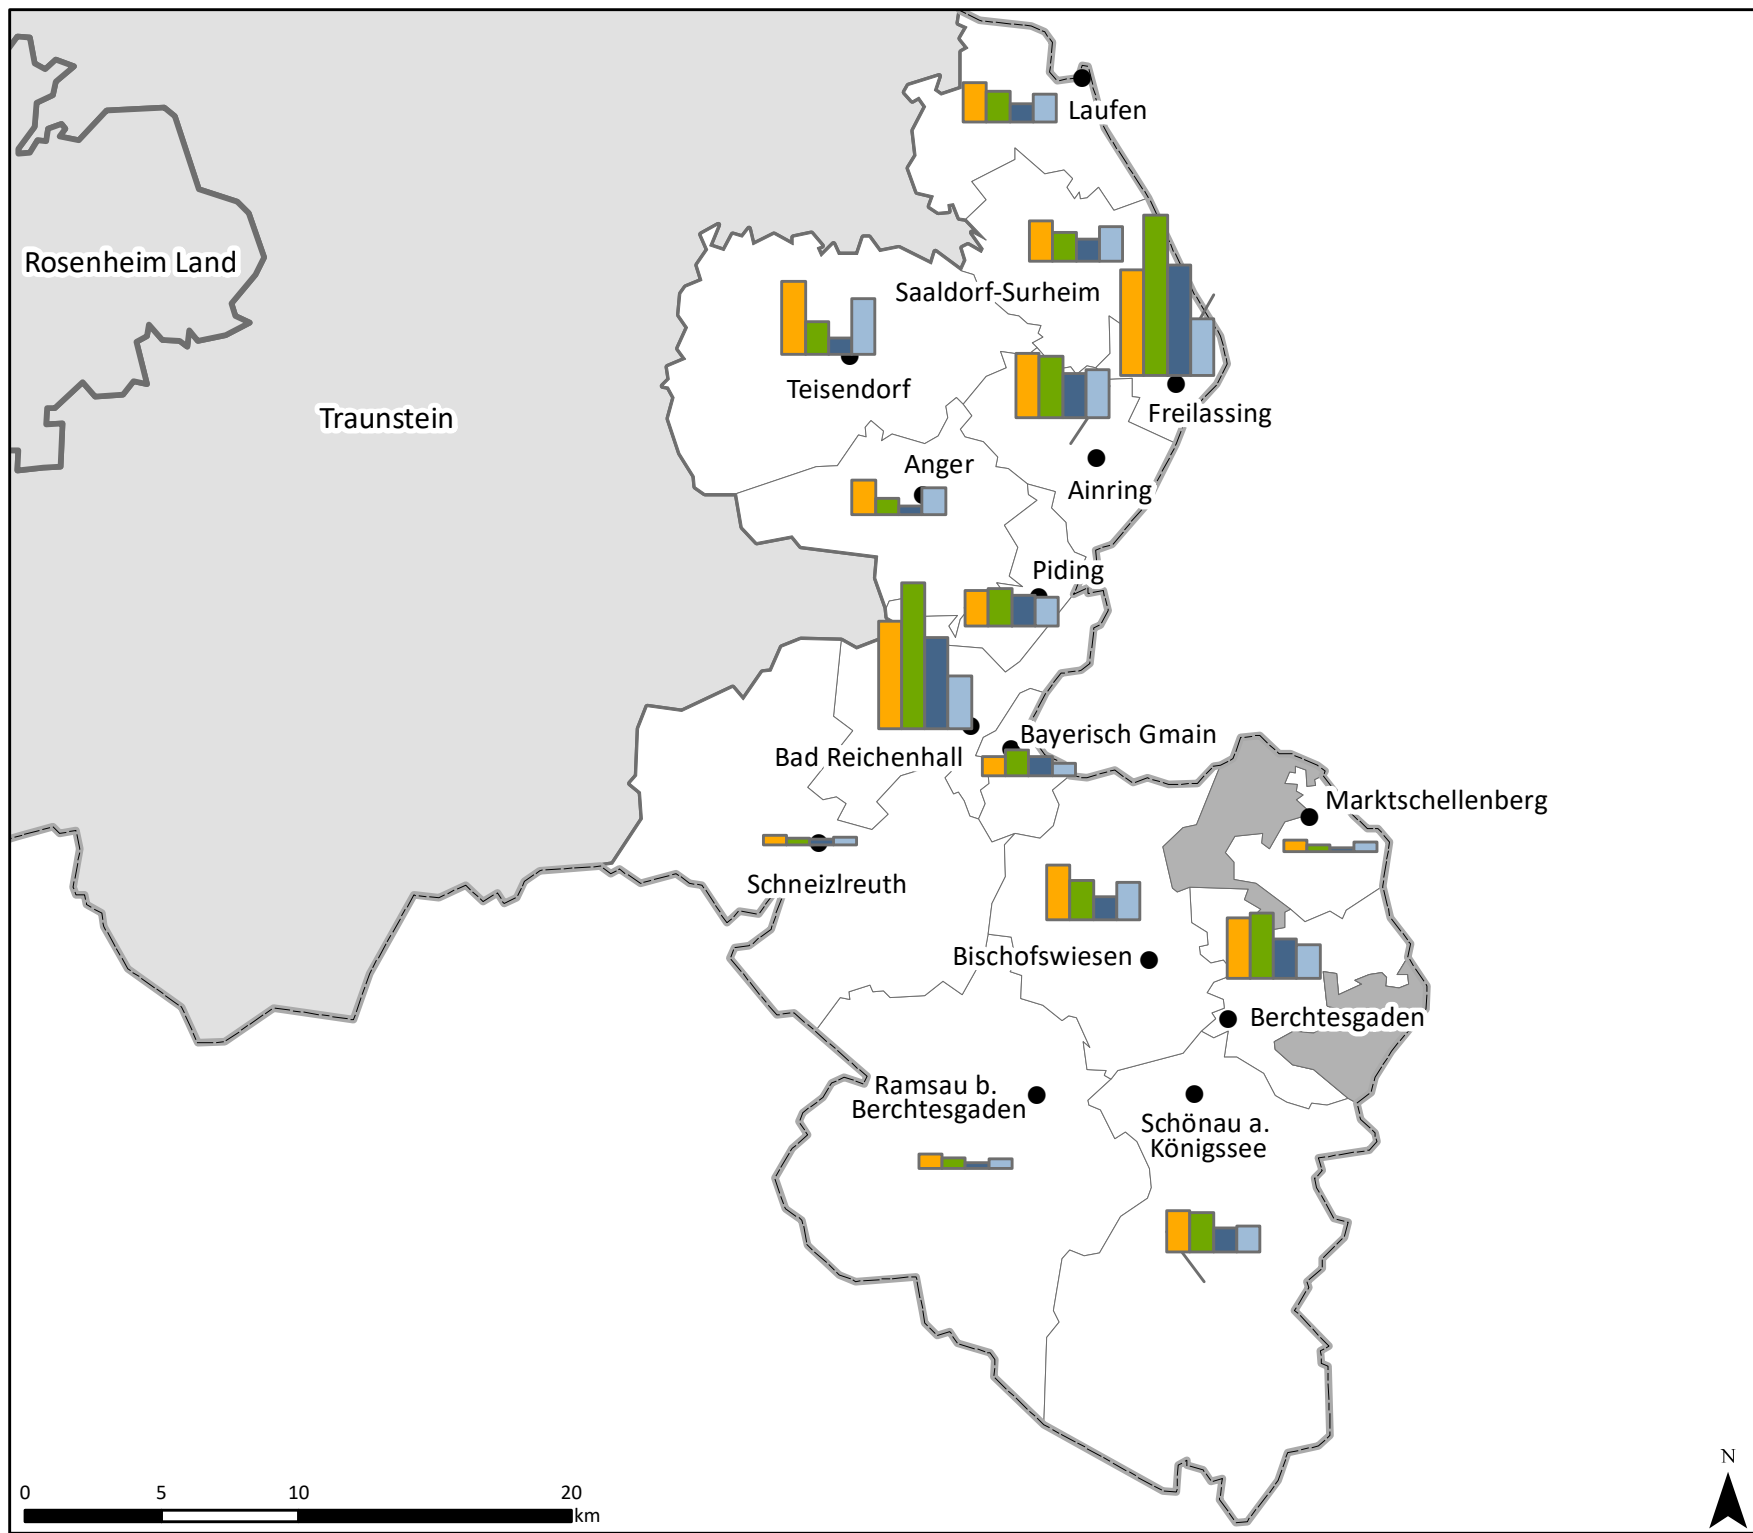 Laufen
Rosenheim Land
Saaldorf-Surheim
Teisendorf
Traunstein
Freilassing
Anger
Ainring
Piding
Bayerisch Gmain
Bad Reichenhall
Marktschellenberg
Schneizlreuth
Bischofswiesen
Berchtesgaden
Ramsau b.
Berchtesgaden
Schönau a.
Königssee
N
0 5 10 20
km